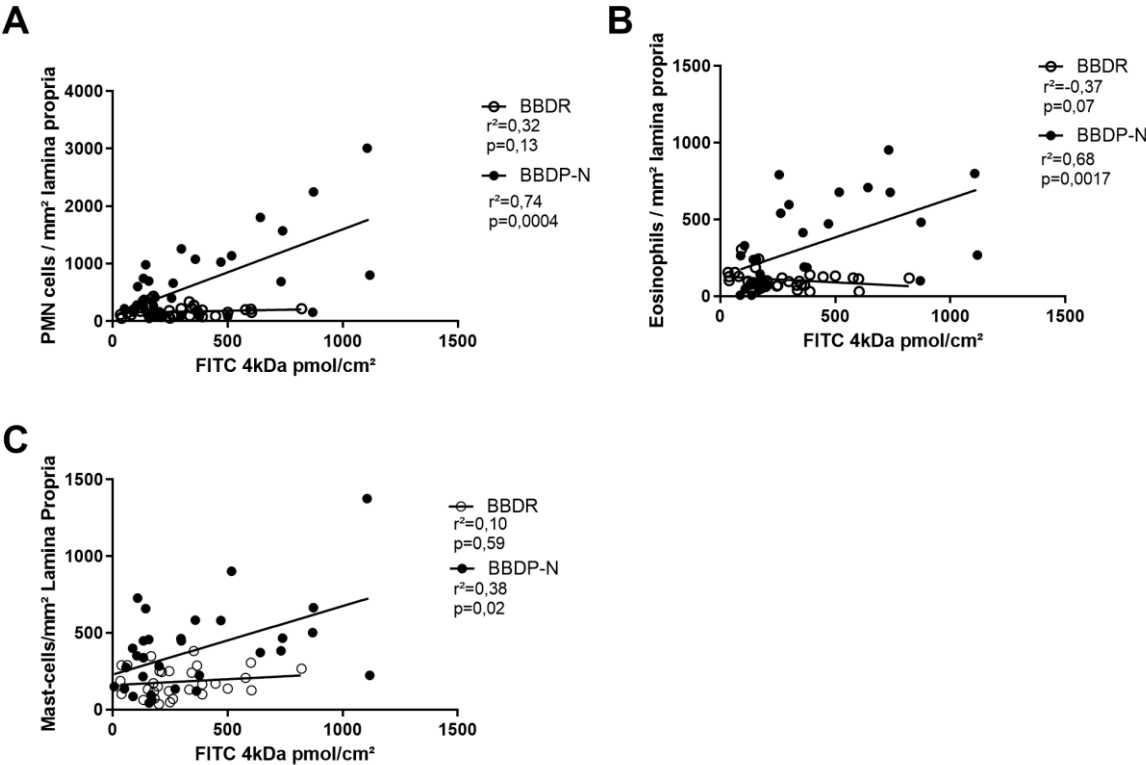 A
PMN cells / mm² lamina propria
4000
3000
2000
1000
0
0 500 1000 1500
FITC 4kDa pmol/cm²
BBDR
r²=0,32
p=0,13
BBDP-N
r²=0,74
p=0,0004
B
Eosinophils / mm² lamina propria
1500
1000
500
0
0 500 1000 1500
FITC 4kDa pmol/cm²
BBDR
r²=-0,37
p=0,07
BBDP-N
r²=0,68
p=0,0017
C
Mast-cells/mm² Lamina Propria
1500
1000
500
0
0 500 1000 1500
FITC 4kDa pmol/cm²
BBDR
r²=0,10
p=0,59
BBDP-N
r²=0,38
p=0,02